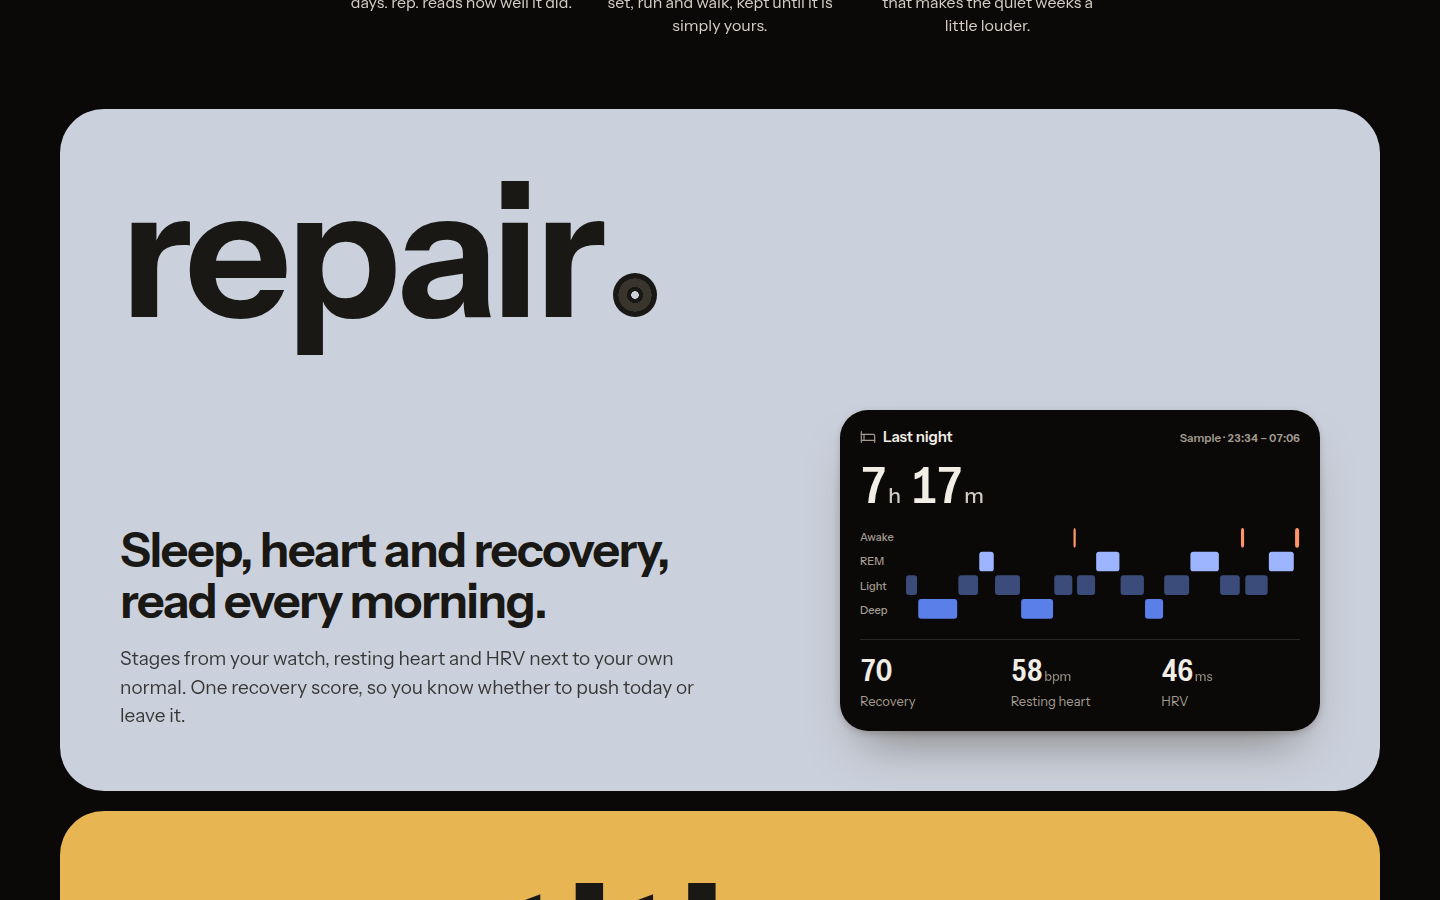 days. rep. reads how well it did.
set, run and walk, kept until it is
simply yours.
that makes the quiet weeks a
little louder.
repair.
Sleep, heart and recovery,
read every morning.
Stages from your watch, resting heart and HRV next to your own
normal. One recovery score, so you know whether to push today or
leave it.
Last night
Sample · 23:34 – 07:06
7h 17m
Awake
REM
Light
Deep
70
Recovery
58 bpm
Resting heart
46 ms
HRV